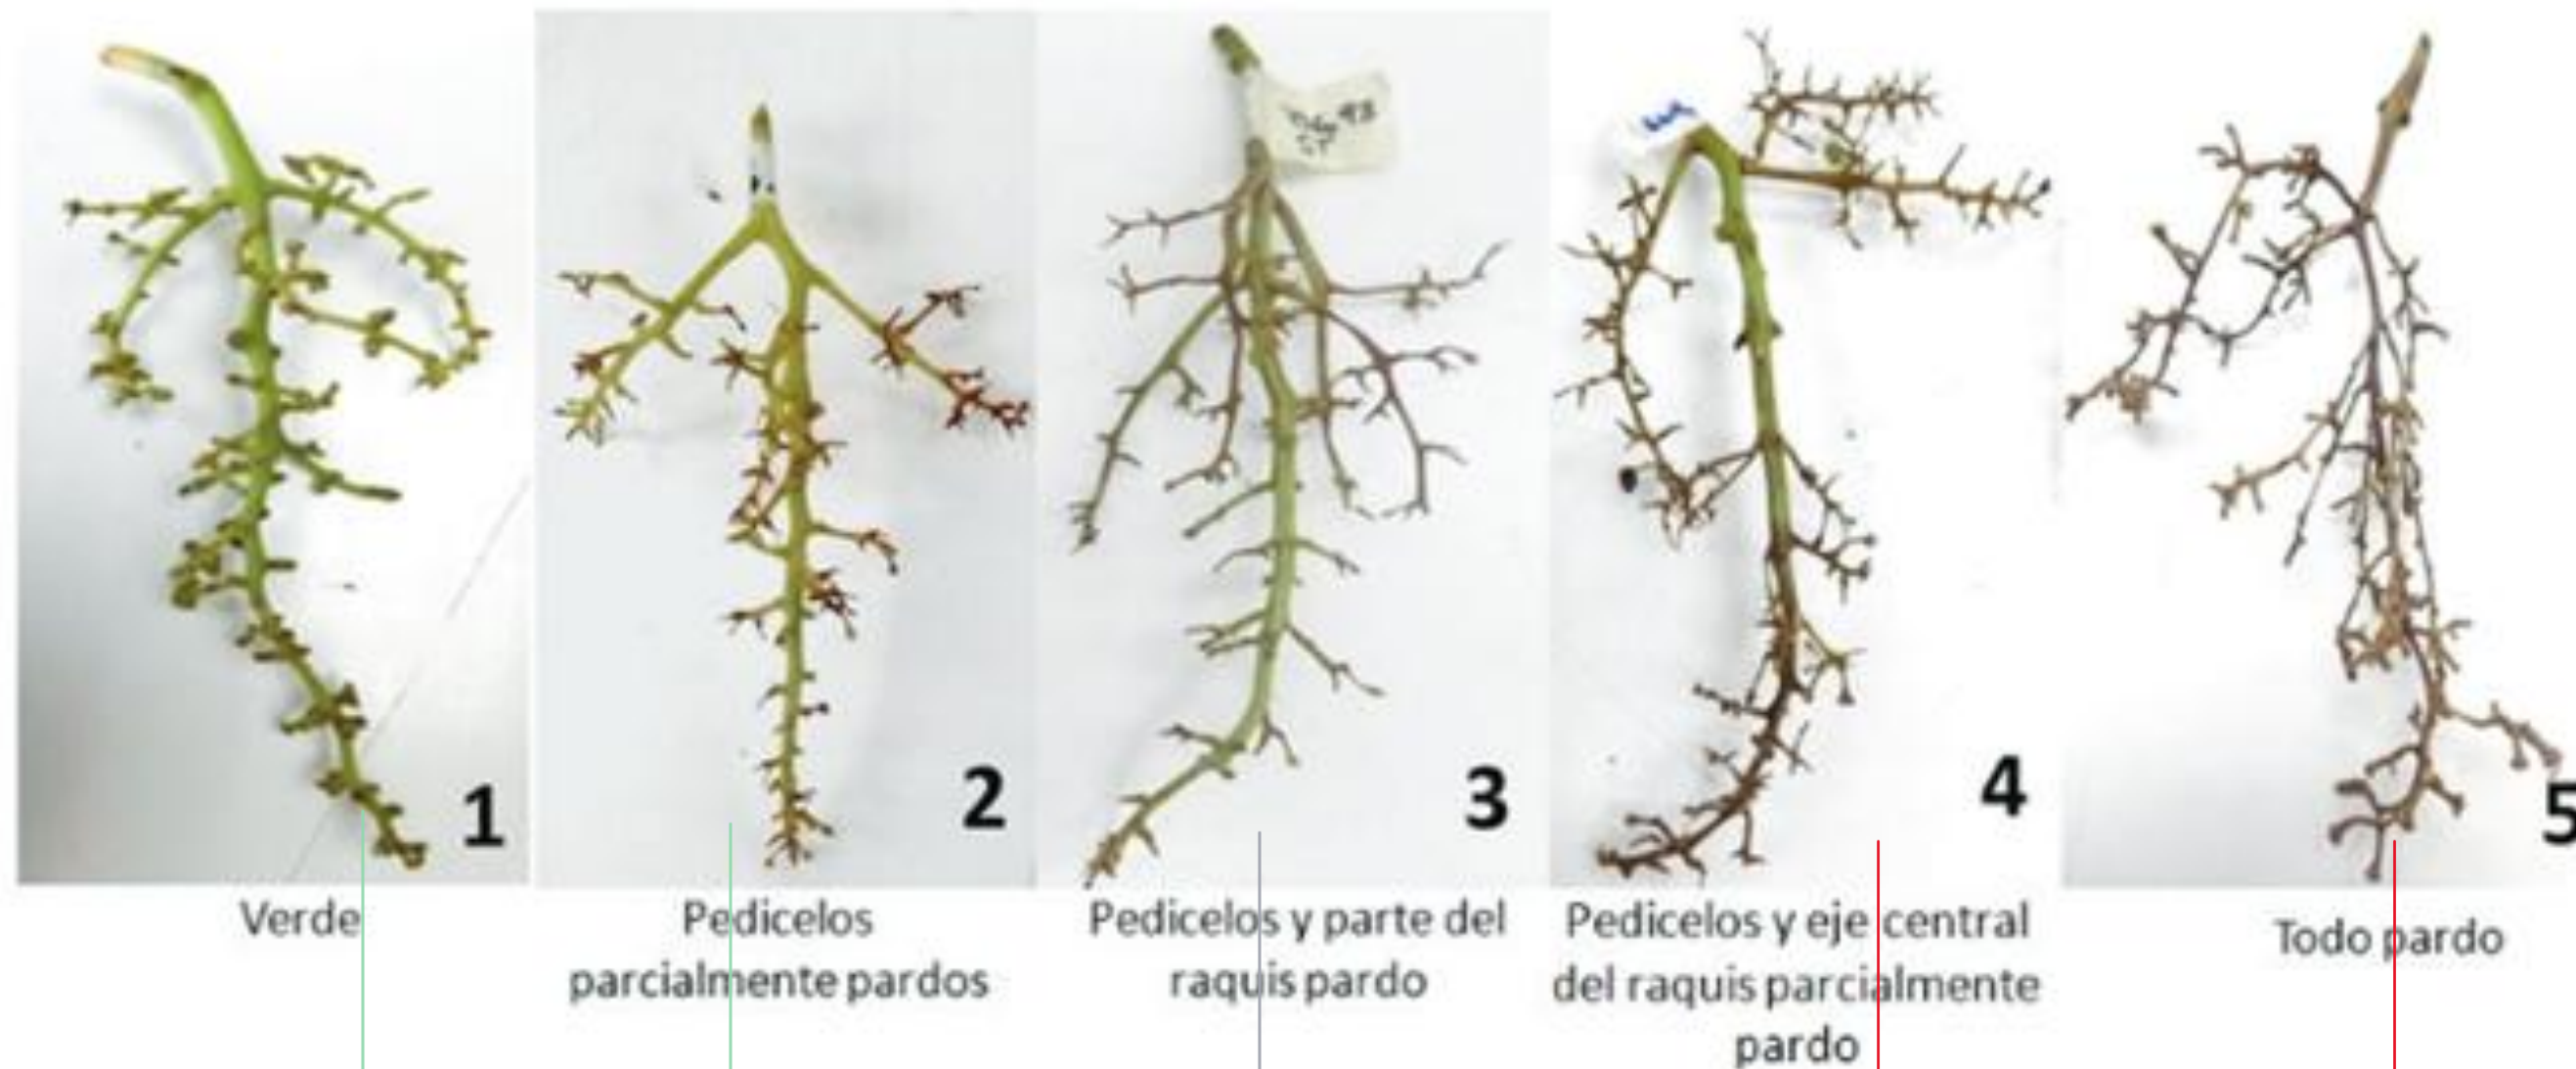 1
2
3
4
5
Verde
Pedicelos
parcialmente pardos
Pedicelos y parte del
raquis pardo
Pedicelos y eje central
del raquis parcialmente
pardo
Todo pardo